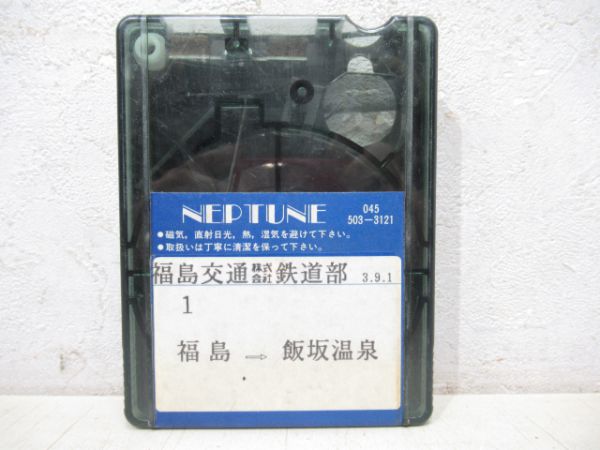 NEPTUNE 045
503-3121
●磁気，直射日光，熱，湿気を避けて下さい。
●取扱いは丁寧に清潔を保って下さい。
福島交通株式会社鉄道部 3.9.1
1
福島 ⇨ 飯坂温泉